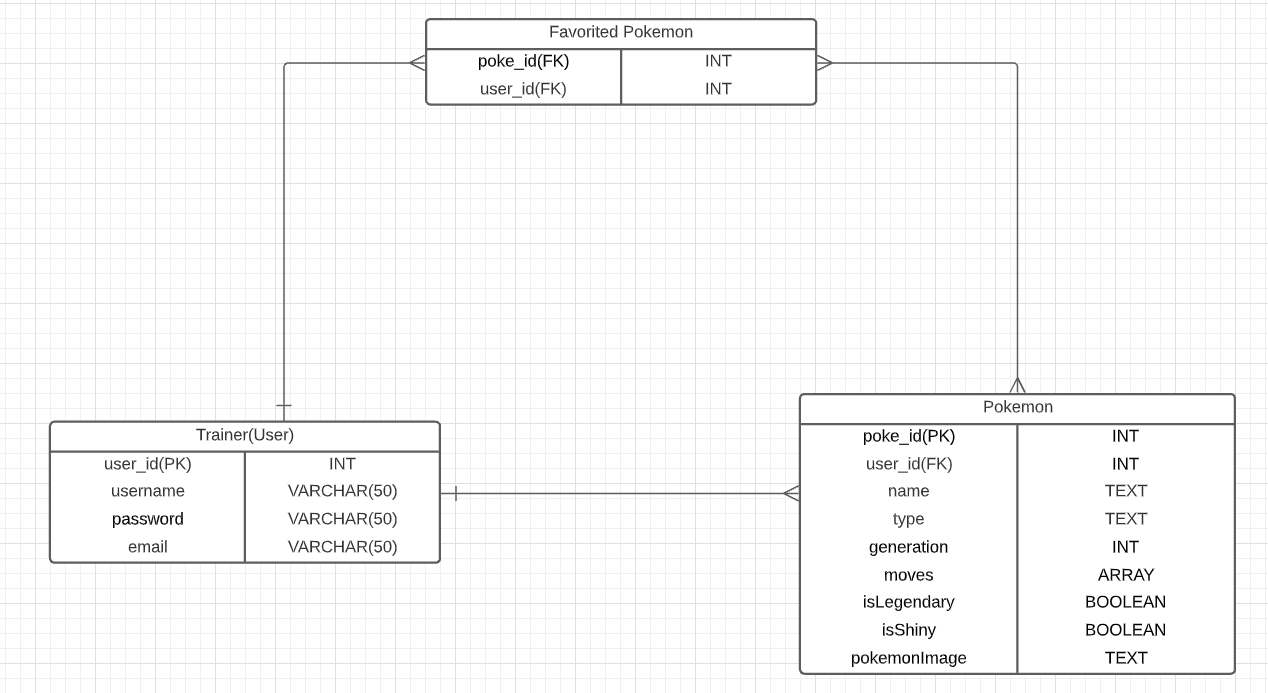 Favorited Pokemon
poke_id(FK) INT
user_id(FK) INT
Trainer(User)
user_id(PK) INT
username VARCHAR(50)
password VARCHAR(50)
email VARCHAR(50)
Pokemon
poke_id(PK) INT
user_id(FK) INT
name TEXT
type TEXT
generation INT
moves ARRAY
isLegendary BOOLEAN
isShiny BOOLEAN
pokemonImage TEXT